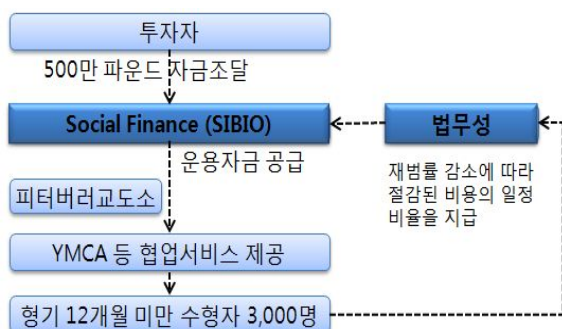 투자자
500만 파운드 자금조달
Social Finance (SIBIO)
법무성
운용자금 공급
재범률 감소에 따라
절감된 비용의 일정
비율을 지급
피터버러교도소
YMCA 등 협업서비스 제공
형기 12개월 미만 수형자 3,000명